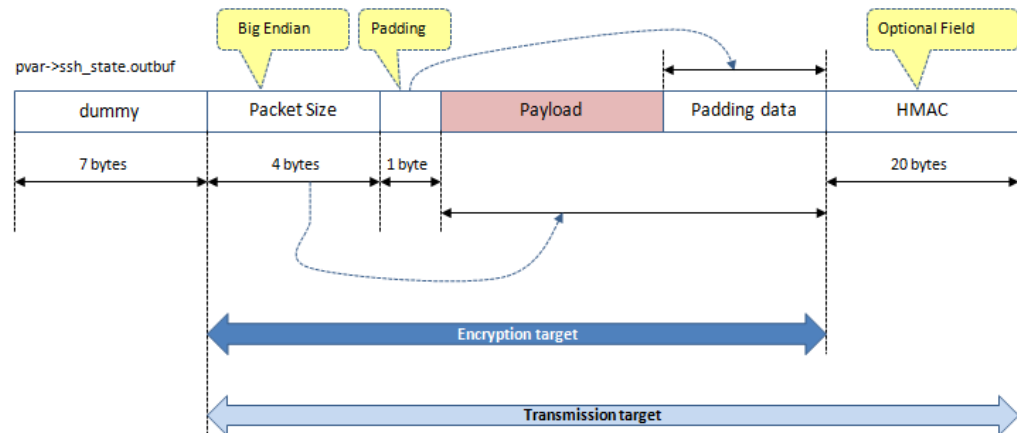 Big Endian
Padding
Optional Field
pvar->ssh_state.outbuf
dummy
Packet Size
Payload
Padding data
HMAC
7 bytes
4 bytes
1 byte
20 bytes
Encryption target
Transmission target